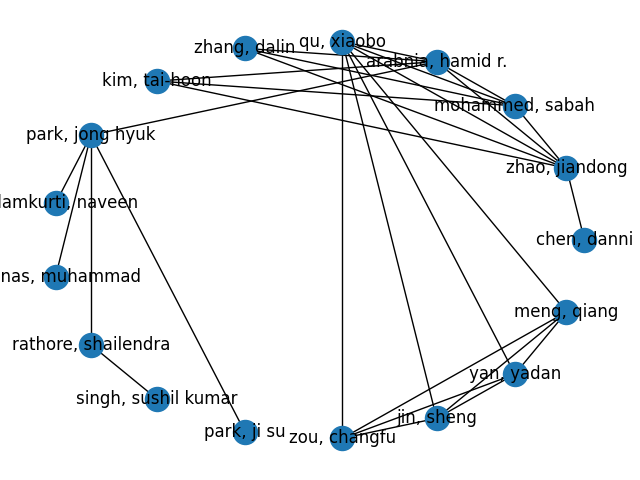 qu, xiaobo
zhang, dalin
arabnia, hamid r.
kim, tai-hoon
mohammed, sabah
park, jong hyuk
zhao, jiandong
lamkurti, naveen
chen, danni
nas, muhammad
meng, qiang
rathore, shailendra
yan, yadan
singh, sushil kumar
jin, sheng
park, ji su
zou, changfu